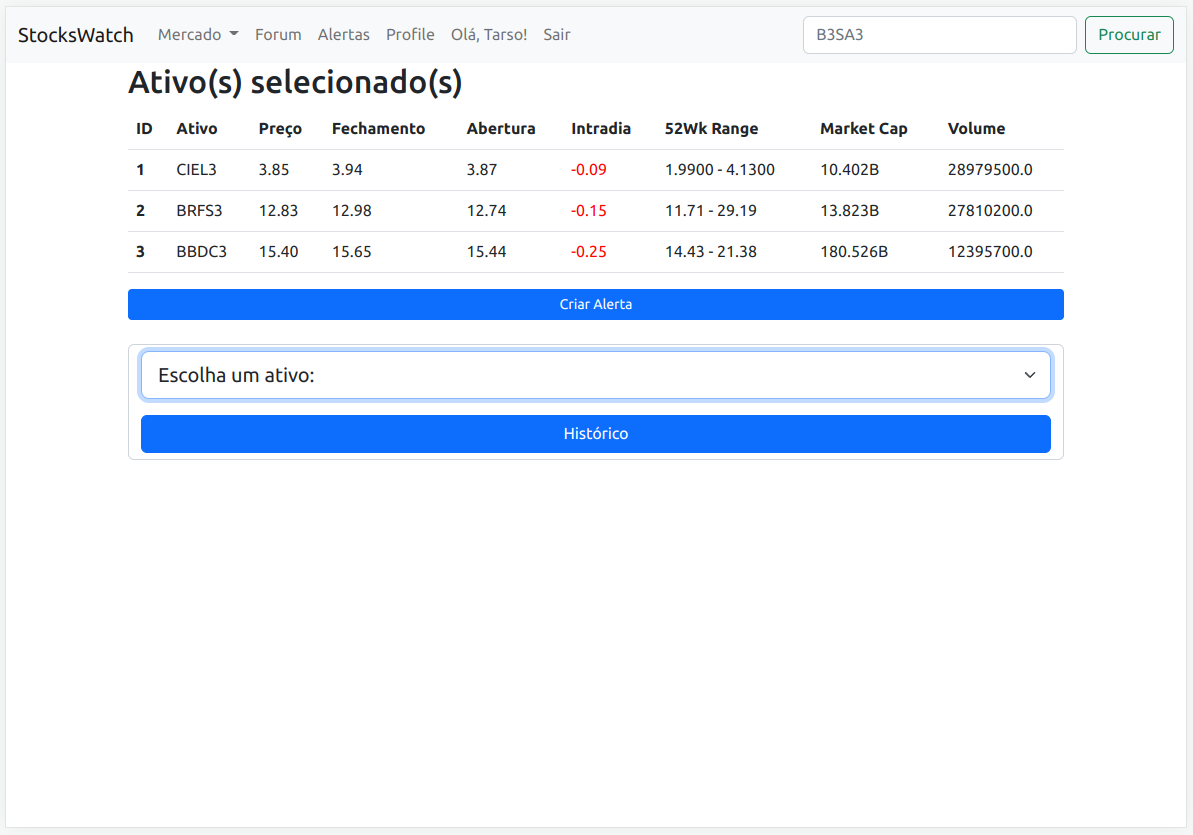 StocksWatch Mercado Forum Alertas Profile Olá, Tarso! Sair B3SA3 Procurar
Ativo(s) selecionado(s)
ID Ativo Preço Fechamento Abertura Intradia 52Wk Range Market Cap Volume
1 CIEL3 3.85 3.94 3.87 -0.09 1.9900 - 4.1300 10.402B 28979500.0
2 BRFS3 12.83 12.98 12.74 -0.15 11.71 - 29.19 13.823B 27810200.0
3 BBDC3 15.40 15.65 15.44 -0.25 14.43 - 21.38 180.526B 12395700.0
Criar Alerta
Escolha um ativo:
Histórico